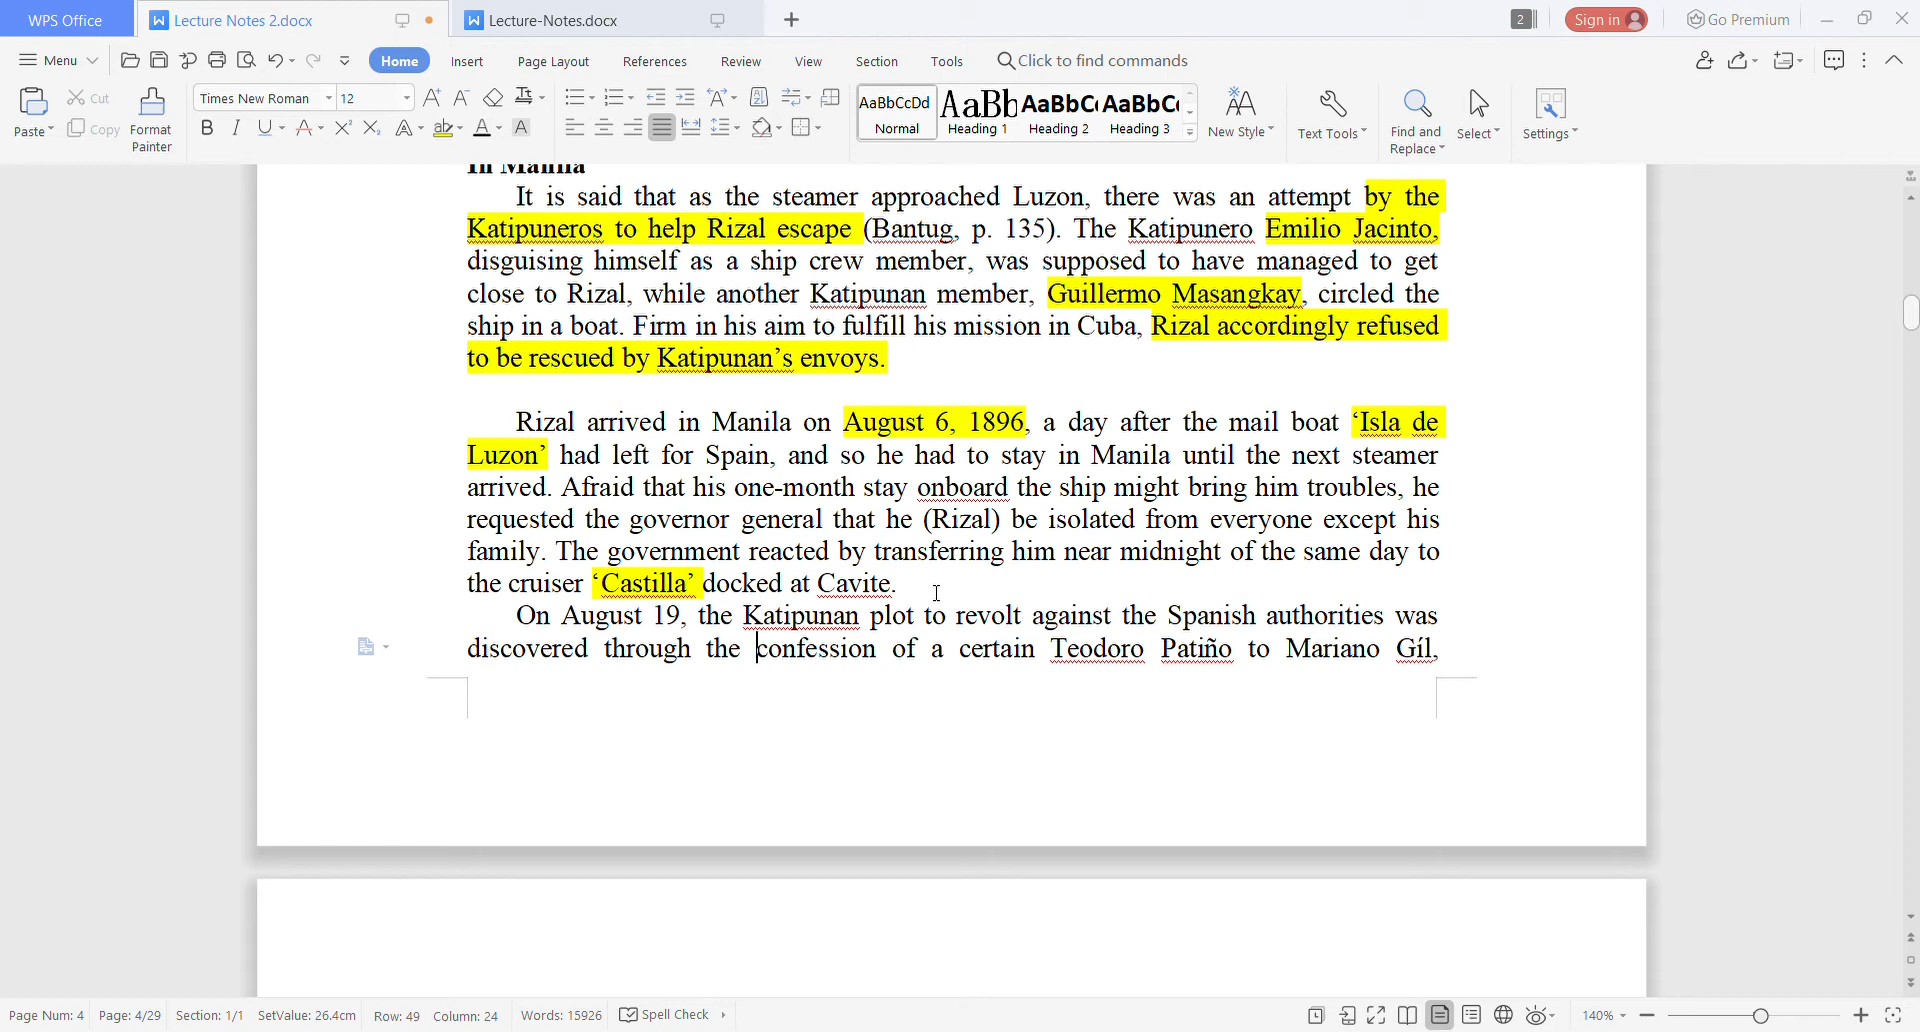 WPS Office Lecture Notes 2.docx Lecture-Notes.docx 2 Sign in Go Premium
Menu Home Insert Page Layout References Review View Section Tools Click to find commands
Times New Roman 12 AaBbCcDd AaBb AaBbC AaBbC
Cut Copy Paste Format Painter Normal Heading 1 Heading 2 Heading 3 New Style Text Tools Find and Replace Select Settings
In Manila
It is said that as the steamer approached Luzon, there was an attempt by the
Katipuneros to help Rizal escape (Bantug, p. 135). The Katipunero Emilio Jacinto,
disguising himself as a ship crew member, was supposed to have managed to get
close to Rizal, while another Katipunan member, Guillermo Masangkay, circled the
ship in a boat. Firm in his aim to fulfill his mission in Cuba, Rizal accordingly refused
to be rescued by Katipunan’s envoys.
Rizal arrived in Manila on August 6, 1896, a day after the mail boat ‘Isla de
Luzon’ had left for Spain, and so he had to stay in Manila until the next steamer
arrived. Afraid that his one-month stay onboard the ship might bring him troubles, he
requested the governor general that he (Rizal) be isolated from everyone except his
family. The government reacted by transferring him near midnight of the same day to
the cruiser ‘Castilla’ docked at Cavite.
On August 19, the Katipunan plot to revolt against the Spanish authorities was
discovered through the confession of a certain Teodoro Patiño to Mariano Gíl,
Page Num: 4 Page: 4/29 Section: 1/1 SetValue: 26.4cm Row: 49 Column: 24 Words: 15926 Spell Check 140%